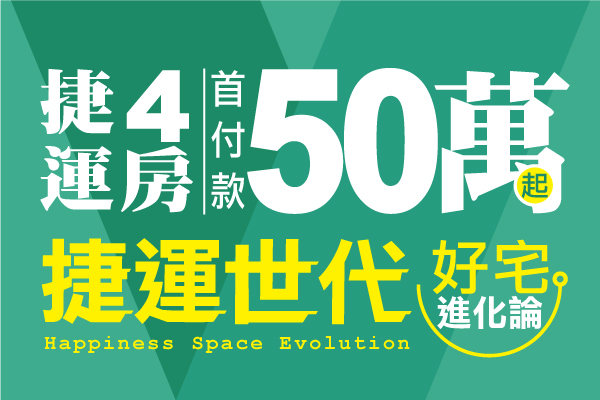 捷運4房
首付款
50萬起
捷運世代
好宅。
進化論
Happiness Space Evolution